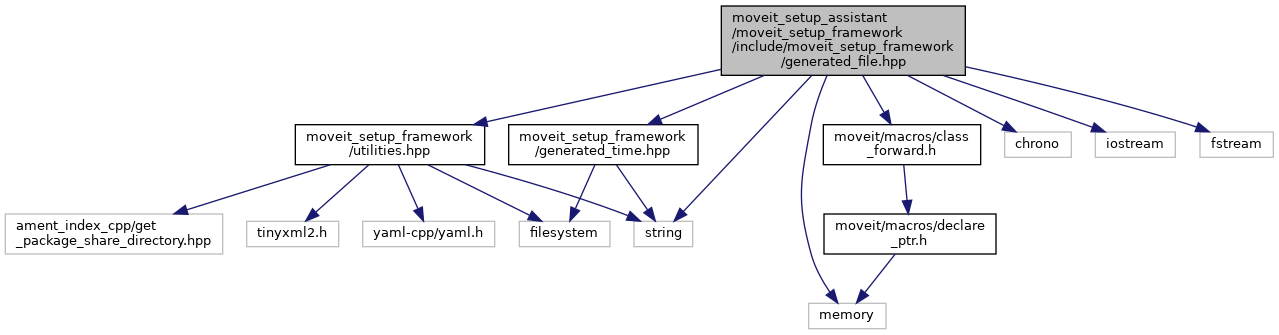 moveit_setup_assistant
/moveit_setup_framework
/include/moveit_setup_framework
/generated_file.hpp
moveit_setup_framework
/utilities.hpp
moveit_setup_framework
/generated_time.hpp
moveit/macros/class
_forward.h
chrono
iostream
fstream
ament_index_cpp/get
_package_share_directory.hpp
tinyxml2.h
yaml-cpp/yaml.h
filesystem
string
moveit/macros/declare
_ptr.h
memory